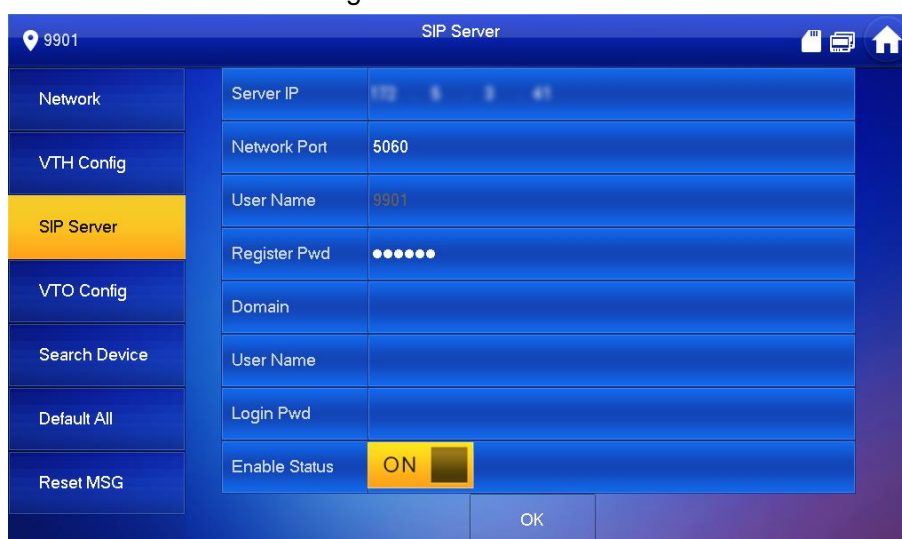 9901
SIP Server
Network
VTH Config
SIP Server
VTO Config
Search Device
Default All
Reset MSG
Server IP
Network Port 5060
User Name 9901
Register Pwd ●●●●●●
Domain
User Name
Login Pwd
Enable Status ON
OK